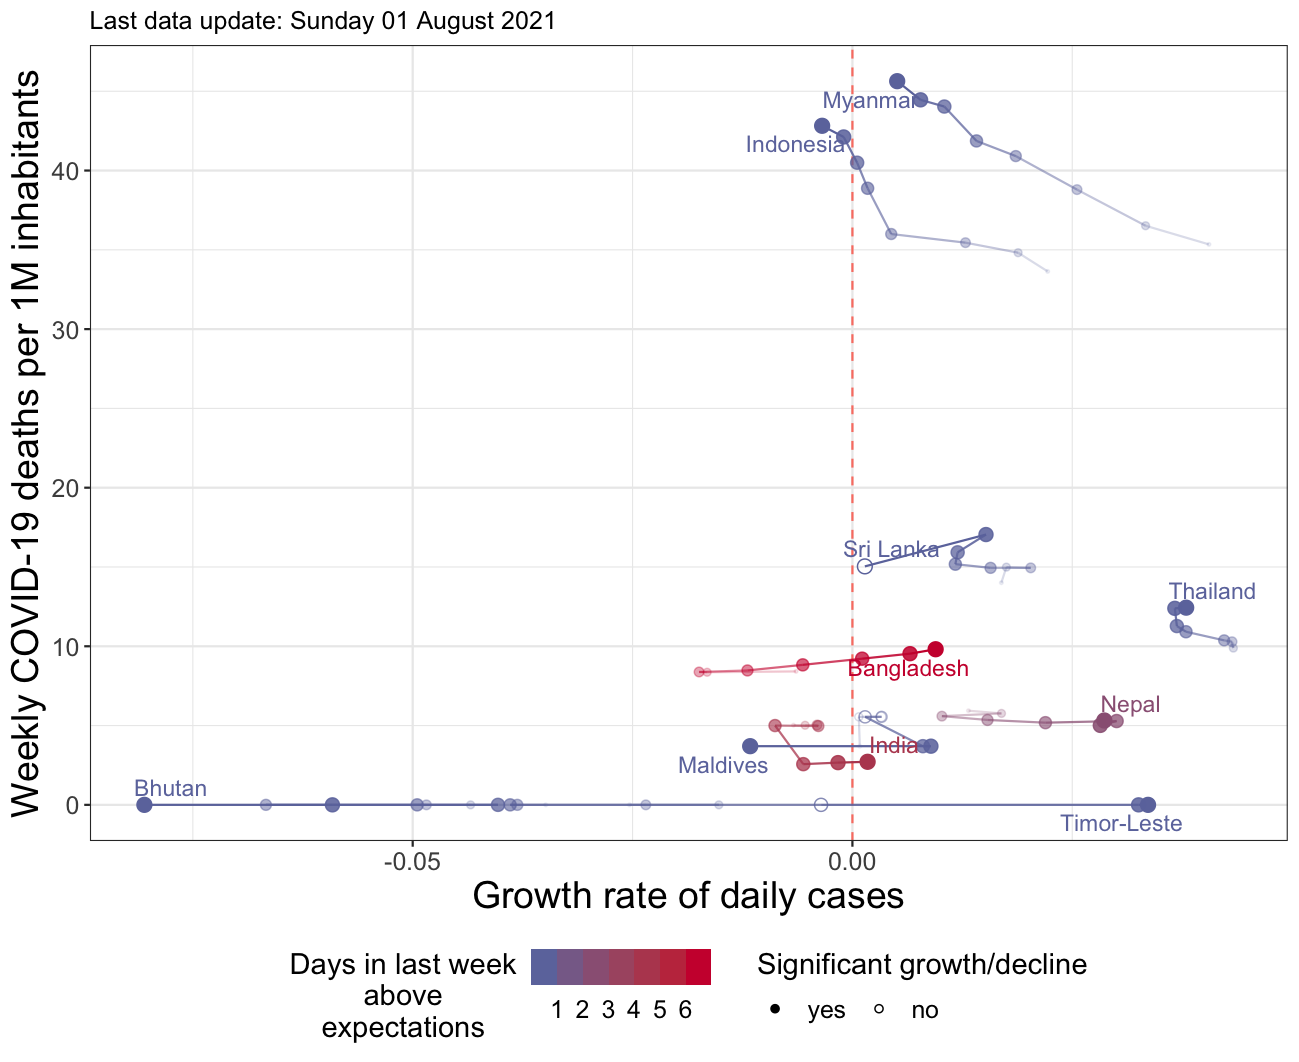 Last data update: Sunday 01 August 2021
Weekly COVID-19 deaths per 1M inhabitants
40
30
20
10
0
Myanmar
Indonesia
Sri Lanka
Thailand
Bangladesh
Nepal
India
Maldives
Bhutan
Timor-Leste
-0.05
0.00
Growth rate of daily cases
Days in last week
above
expectations
1 2 3 4 5 6
Significant growth/decline
yes
no